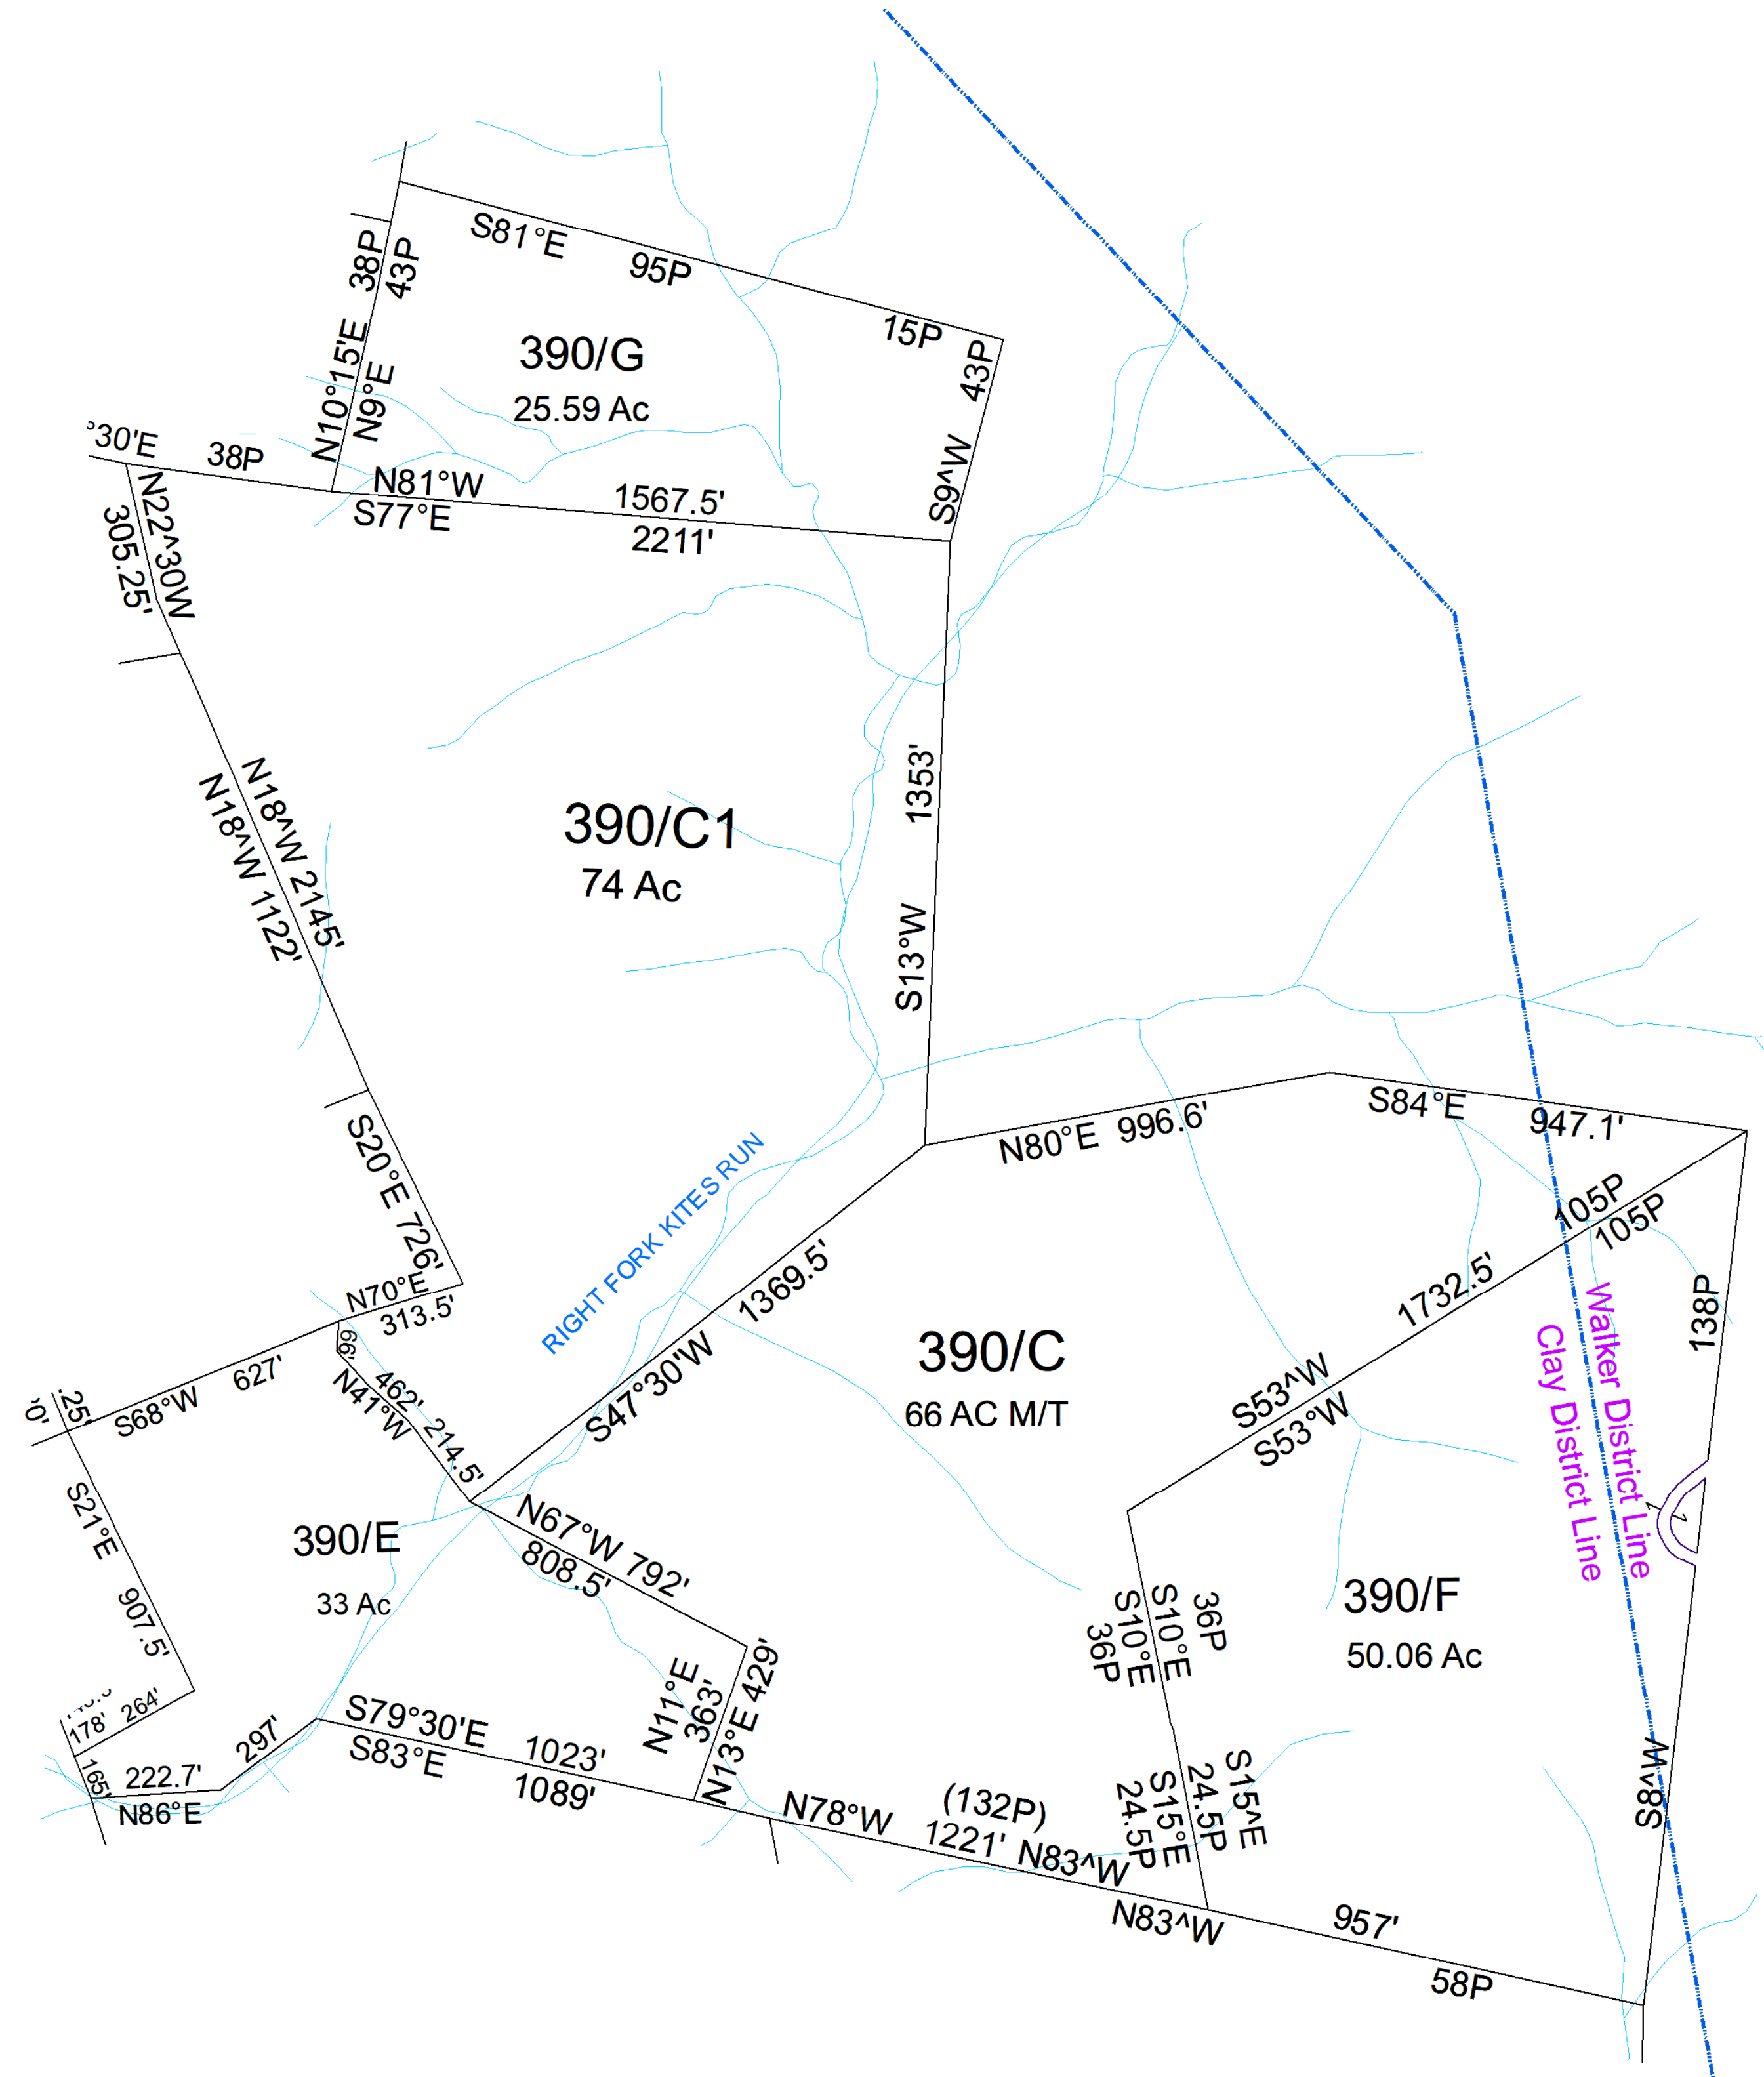 S81°E
95P
15P
38P
43P
N10°15'E
N9°E
390/G
25.59 Ac
43P
S9^W
°30'E
38P
N81°W
1567.5'
S77°E
2211'
N22^30W
305.25'
1353'
S13°W
390/C1
74 Ac
N18^W 2145'
N18^W 1122'
S20°E 726'
N70°E
313.5'
RIGHT FORK KITES RUN
N80°E 996.6'
S84°E
947.1'
105P
105P
1732.5'
S53^W
S53°W
138P
1369.5'
S47°30'W
390/C
66 AC M/T
Walker District Line
Clay District Line
627'
S68°W
.25'
0'
66'
462'
214.5'
N41°W
S21°E
907.5'
390/E
33 Ac
N67°W 792'
808.5'
264'
178'
165'
222.7'
297'
N86°E
S79°30'E
1023'
S83°E
1089'
N11°E
363'
N13°E 429'
36P
S10°E
S10°E
36P
390/F
50.06 Ac
S15^E
24.5P
S15°E
24.5P
S8^W
N78°W
(132P)
1221'
N83^W
N83^W
957'
58P